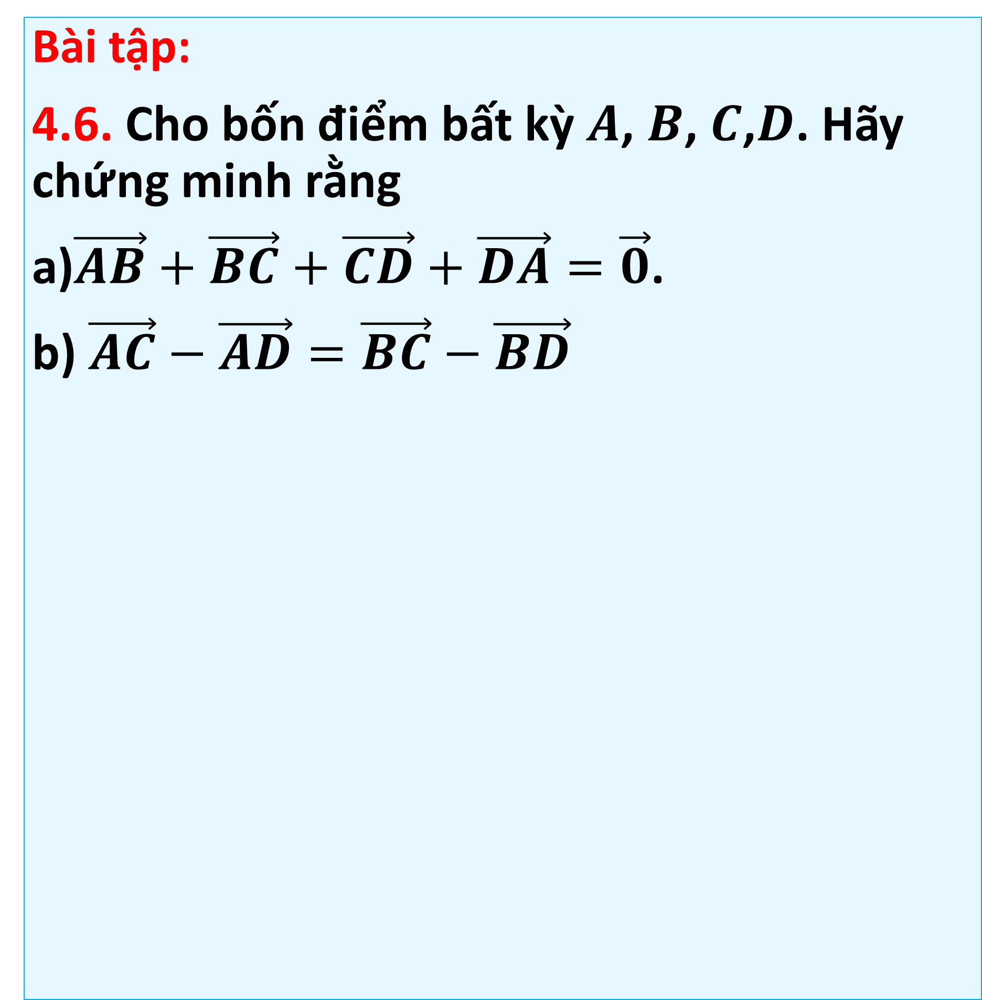 Bài tập:
4.6. Cho bốn điểm bất kỳ 𝑨, 𝑩, 𝑪,𝑫. Hãy
chứng minh rằng
a)$\overrightarrow{AB} + \overrightarrow{BC} + \overrightarrow{CD} + \overrightarrow{DA} = \overrightarrow{0}$.
b) $\overrightarrow{AC} − \overrightarrow{AD} = \overrightarrow{BC} − \overrightarrow{BD}$